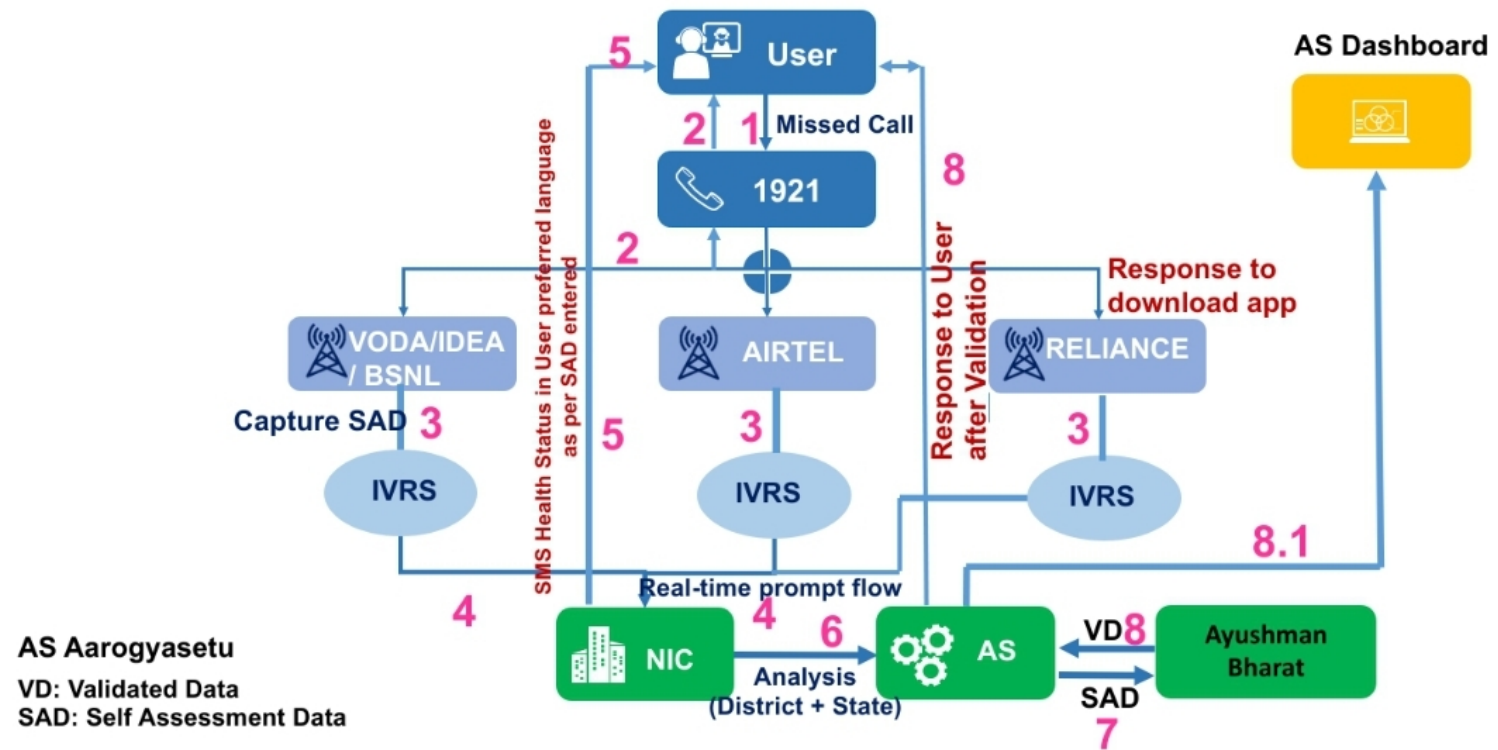 AS Dashboard
5
User
2
1
Missed Call
8
1921
2
SMS Health Status in User preferred language
as per SAD entered
Response to User
after Validation
Response to
download app
VODA/IDEA
/ BSNL
AIRTEL
RELIANCE
Capture SAD
3
5
3
3
IVRS
IVRS
IVRS
8.1
Real-time prompt flow
4
4
6
NIC
Analysis
(District + State)
AS
VD
8
SAD
7
Ayushman
Bharat
AS Aarogyasetu
VD: Validated Data
SAD: Self Assessment Data